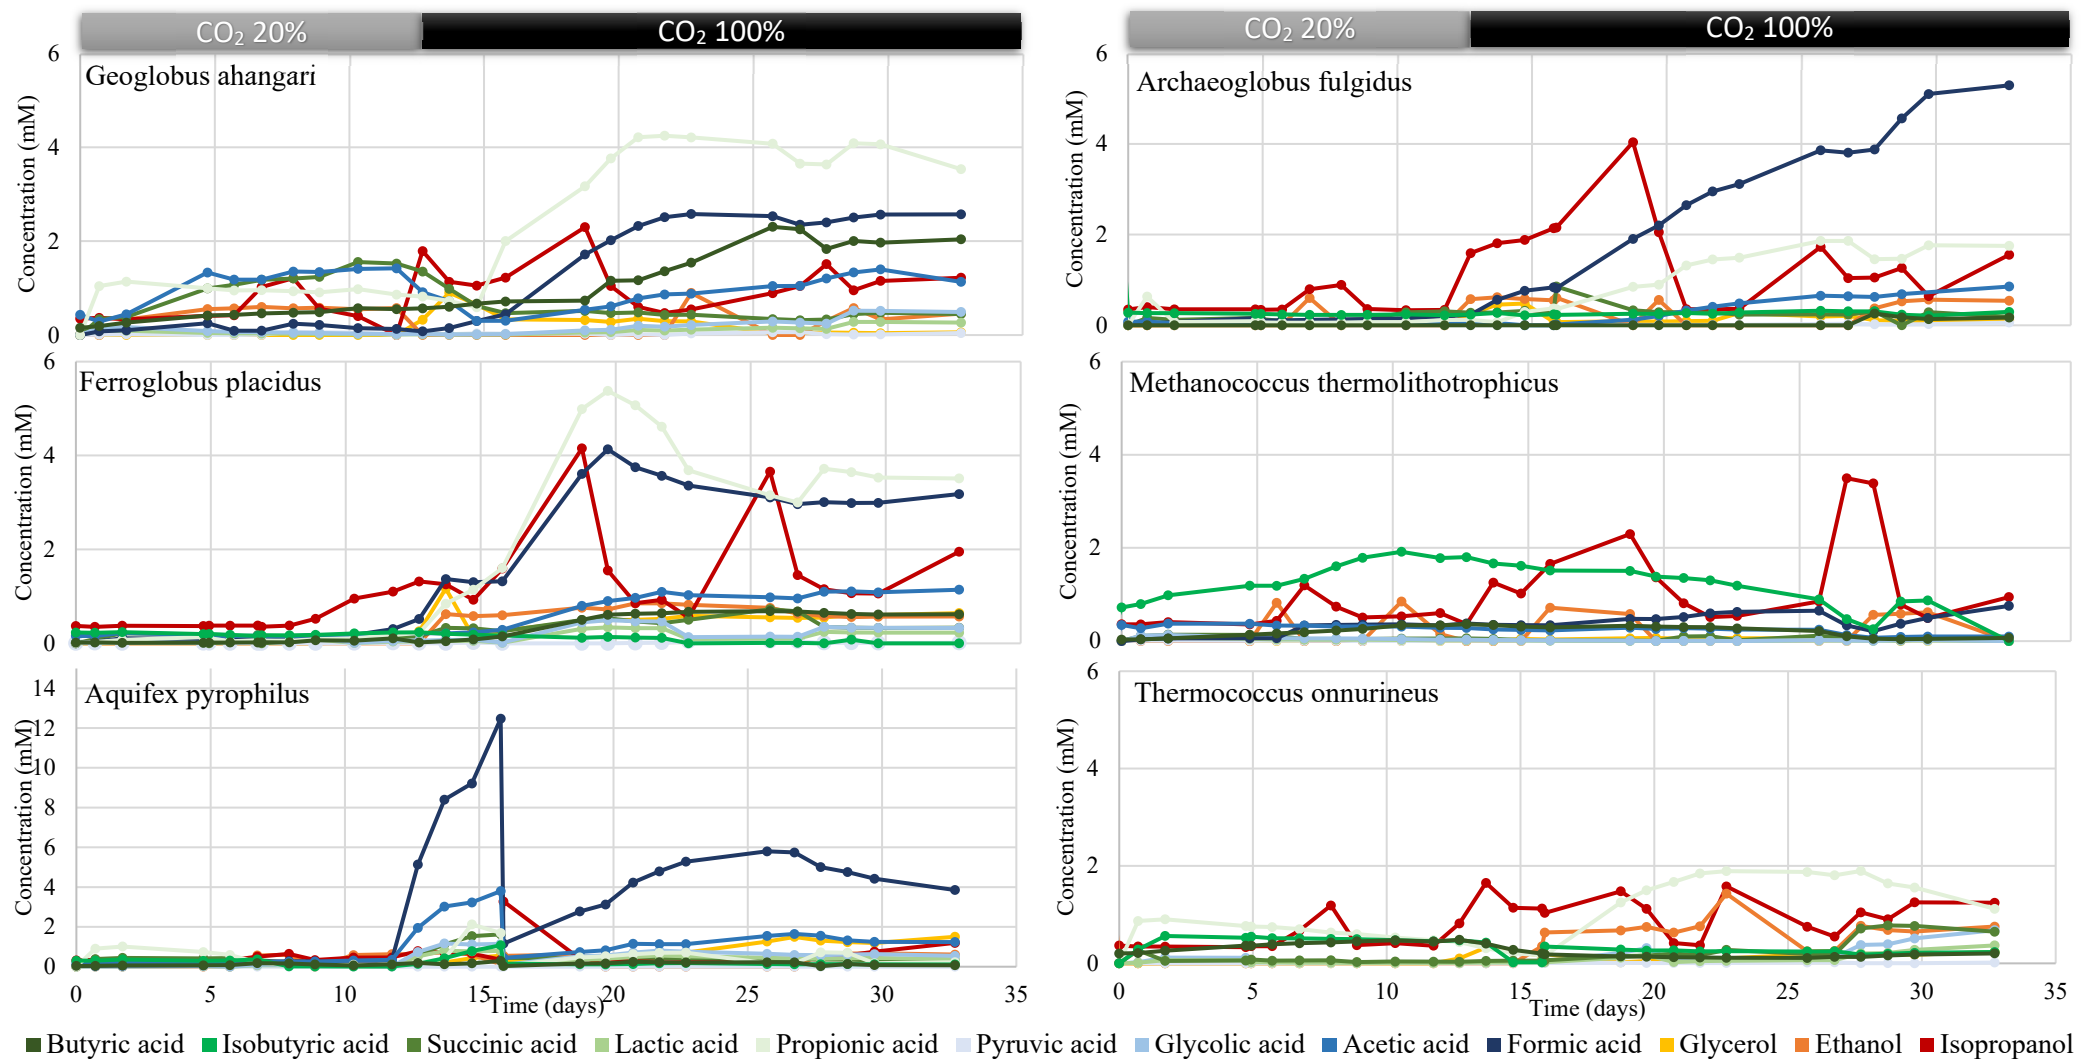 CO₂ 20%
CO₂ 100%
CO₂ 20%
CO₂ 100%
Geoglobus ahangari
Concentration (mM)
6
4
2
0
Archaeoglobus fulgidus
Concentration (mM)
6
4
2
0
Ferroglobus placidus
Concentration (mM)
6
4
2
0
Methanococcus thermolithotrophicus
Concentration (mM)
6
4
2
0
Aquifex pyrophilus
Concentration (mM)
14
12
10
8
6
4
2
0
0 5 10 15 20 25 30 35
Time (days)
Thermococcus onnurineus
Concentration (mM)
6
4
2
0
0 5 10 15 20 25 30 35
Time (days)
Butyric acid Isobutyric acid Succinic acid Lactic acid Propionic acid Pyruvic acid Glycolic acid Acetic acid Formic acid Glycerol Ethanol Isopropanol